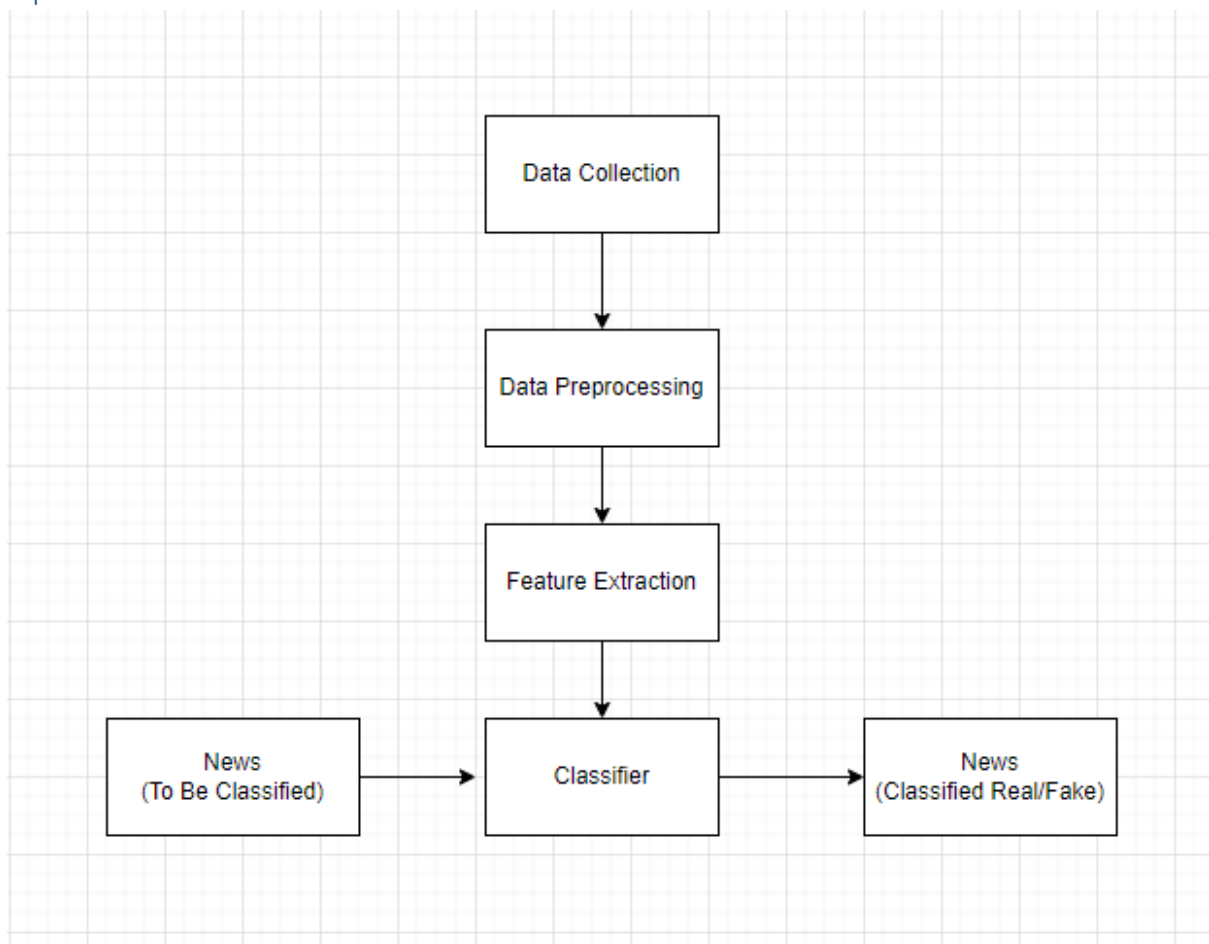 Data Collection
Data Preprocessing
Feature Extraction
News
(To Be Classified)
Classifier
News
(Classified Real/Fake)